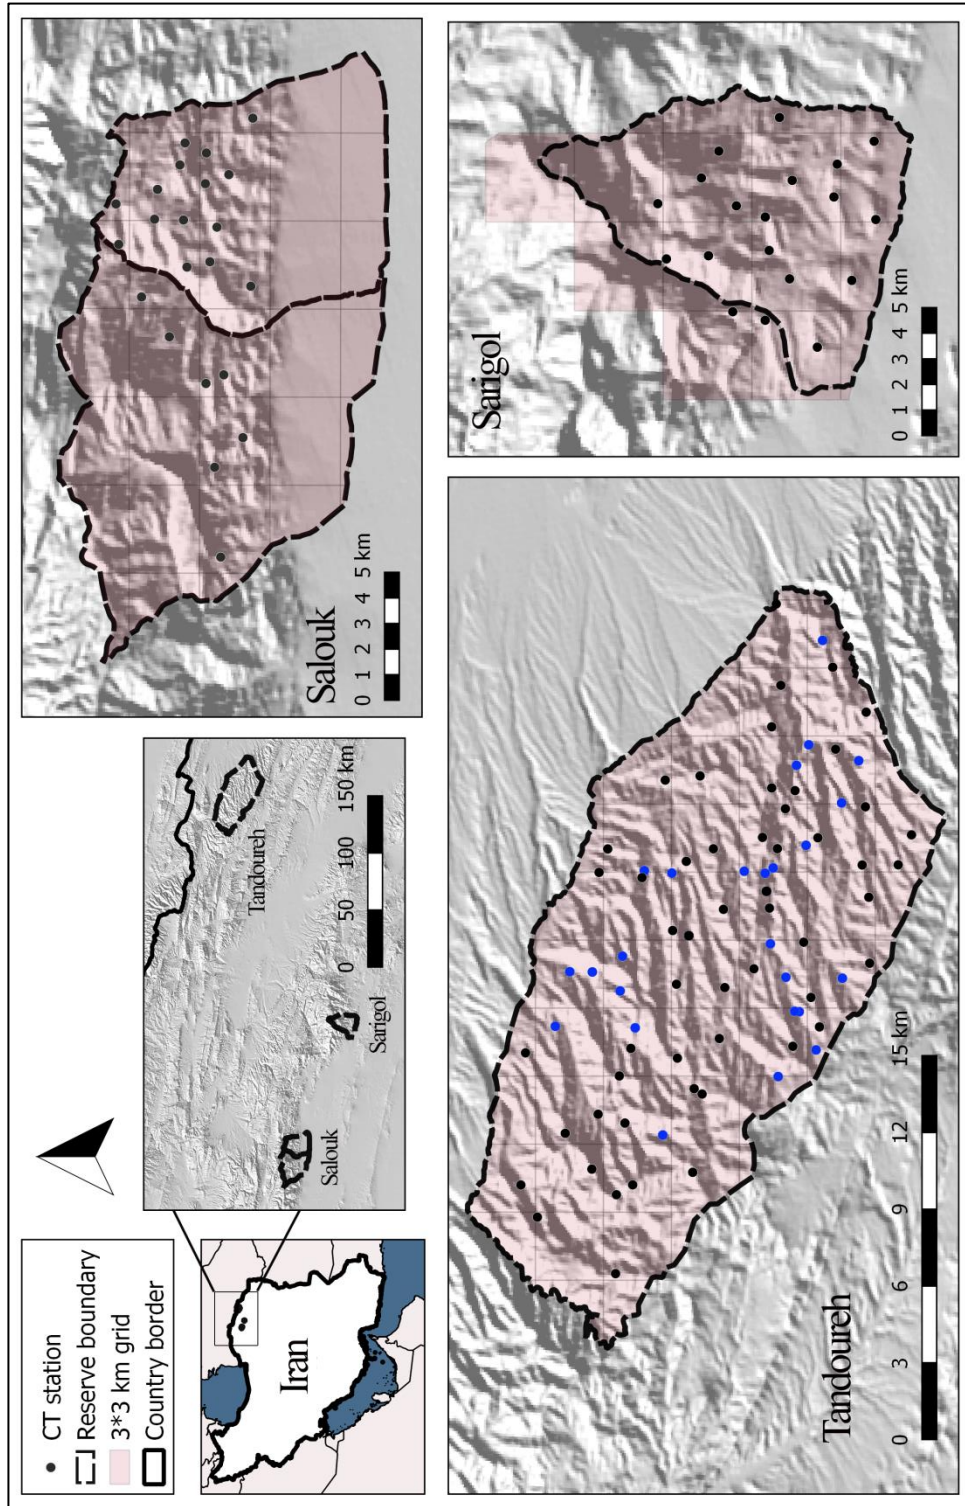 CT station
Reserve boundary
3*3 km grid
Country border
Iran
Salouk
Sarigol
Tandoureh
0 50 100 150 km
Salouk
0 1 2 3 4 5 km
Tandoureh
0 3 6 9 12 15 km
Sarigol
0 1 2 3 4 5 km